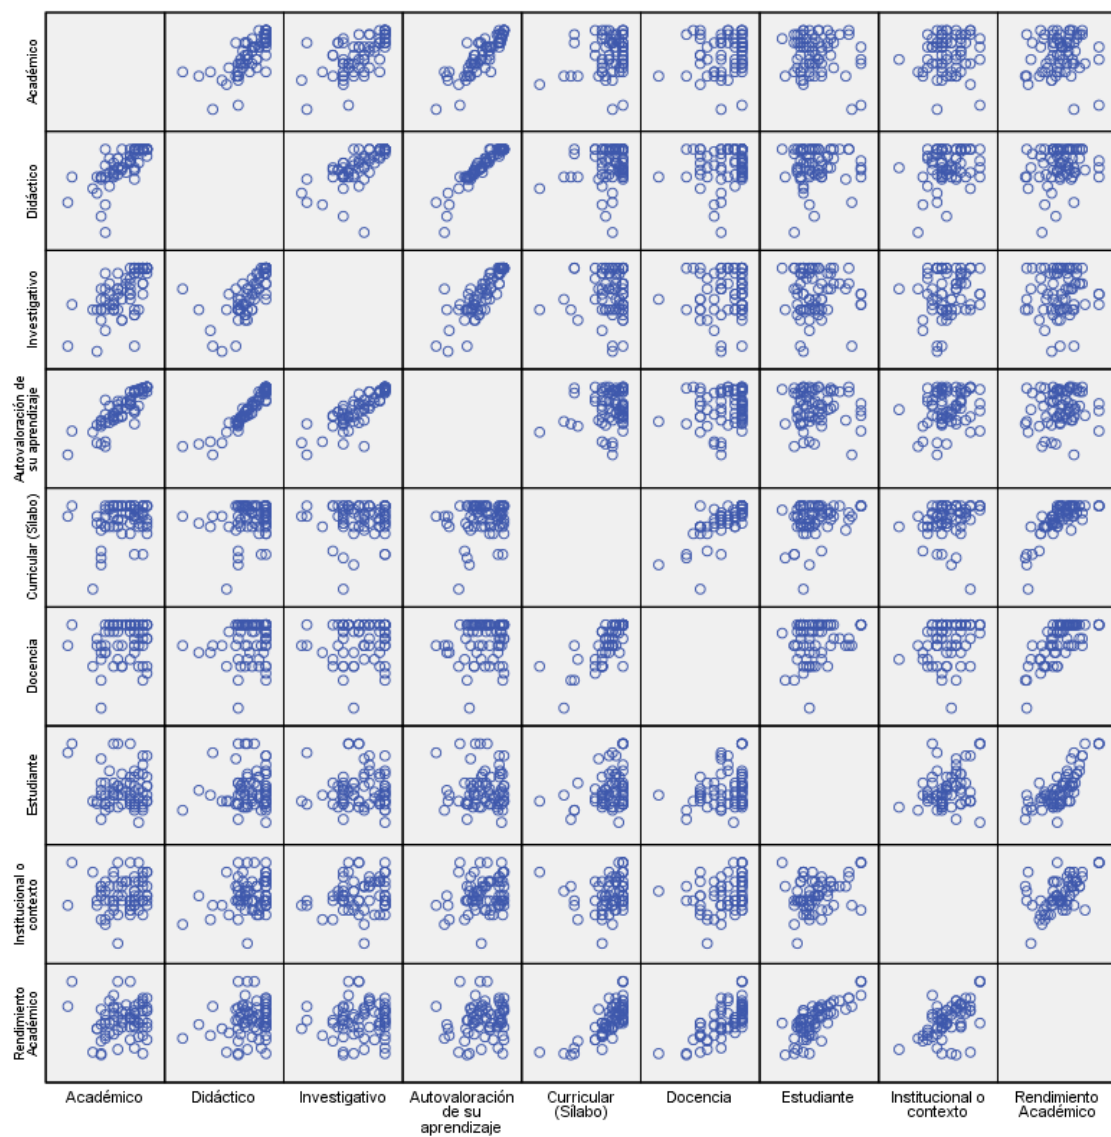 Académico
Didáctico
Investigativo
Autovaloración de
su aprendizaje
Curricular (Sílabo)
Docencia
Estudiante
Institucional o
contexto
Rendimiento
Académico
Académico
Didáctico
Investigativo
Autovaloración
de su
aprendizaje
Curricular
(Sílabo)
Docencia
Estudiante
Institucional o
contexto
Rendimiento
Académico